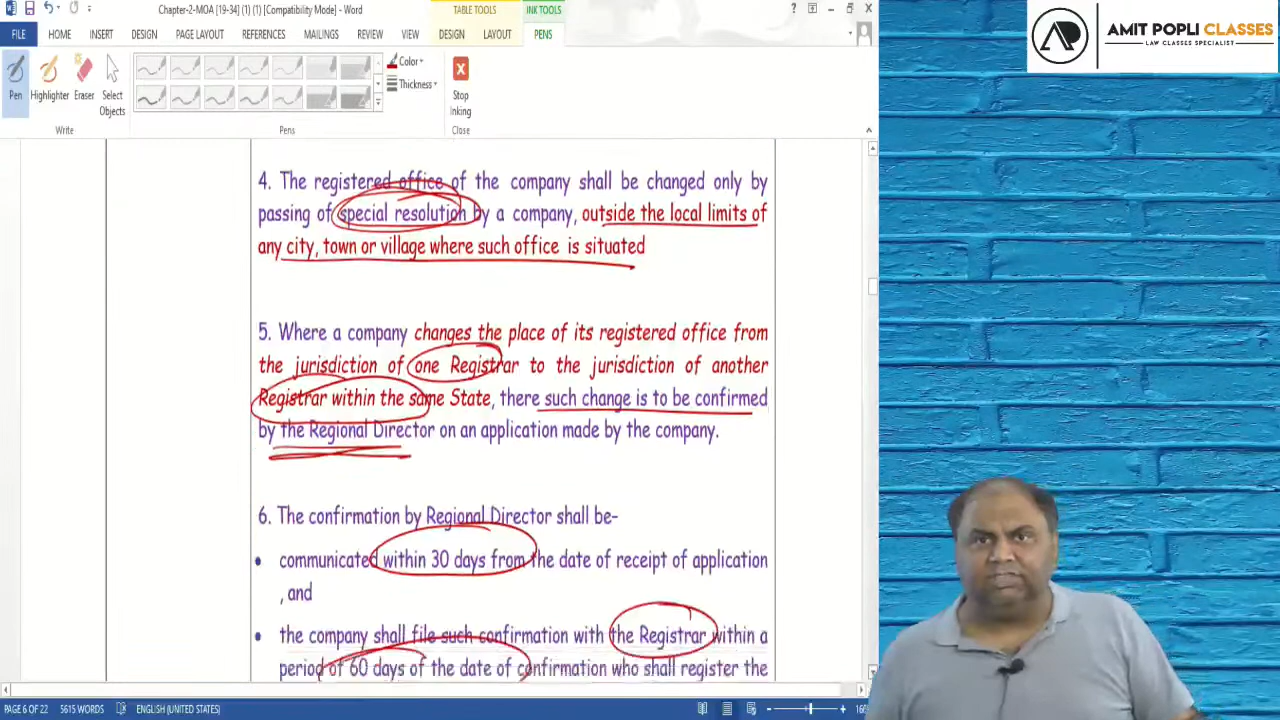 Chapter-2-MOA [19-34] (1) (1) [Compatibility Mode] - Word
TABLE TOOLS
INK TOOLS
FILE HOME INSERT DESIGN PAGE LAYOUT REFERENCES MAILINGS REVIEW VIEW DESIGN LAYOUT PENS
Pen Highlighter Eraser Select Objects
Color
Thickness
Stop Inking
Write
Pens
Close
AMIT POPLI CLASSES
LAW CLASSES SPECIALIST
4. The registered office of the company shall be changed only by
passing of special resolution by a company, outside the local limits of
any city, town or village where such office is situated
5. Where a company changes the place of its registered office from
the jurisdiction of one Registrar to the jurisdiction of another
Registrar within the same State, there such change is to be confirmed
by the Regional Director on an application made by the company.
6. The confirmation by Regional Director shall be-
• communicated within 30 days from the date of receipt of application
, and
• the company shall file such confirmation with the Registrar within a
period of 60 days of the date of confirmation who shall register the
PAGE 6 OF 22 5615 WORDS ENGLISH (UNITED STATES)